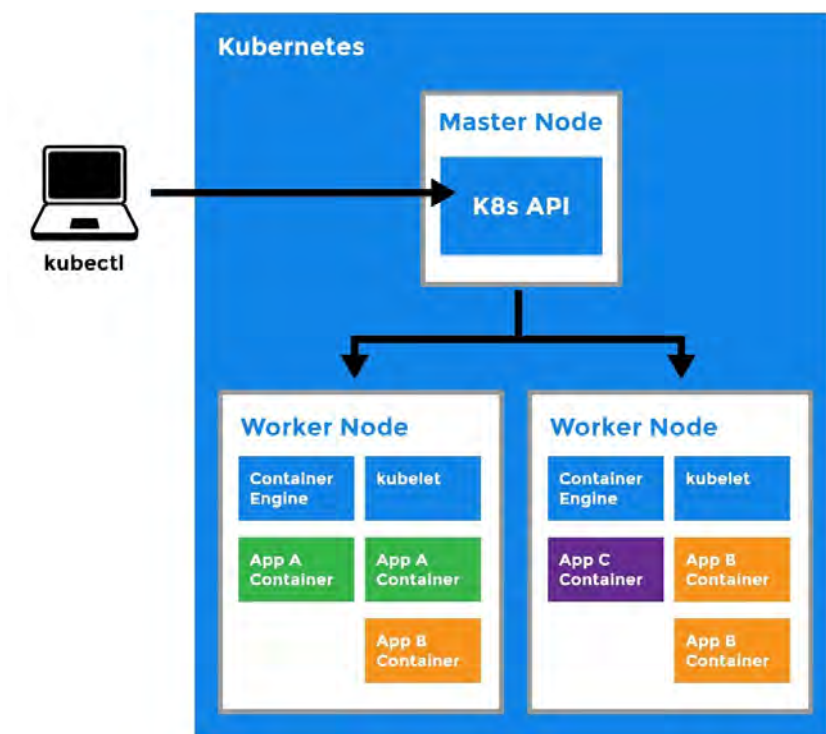 Kubernetes
Master Node
K8s API
kubectl
Worker Node
Container
Engine
kubelet
App A
Container
App A
Container
App B
Container
Worker Node
Container
Engine
kubelet
App C
Container
App B
Container
App B
Container